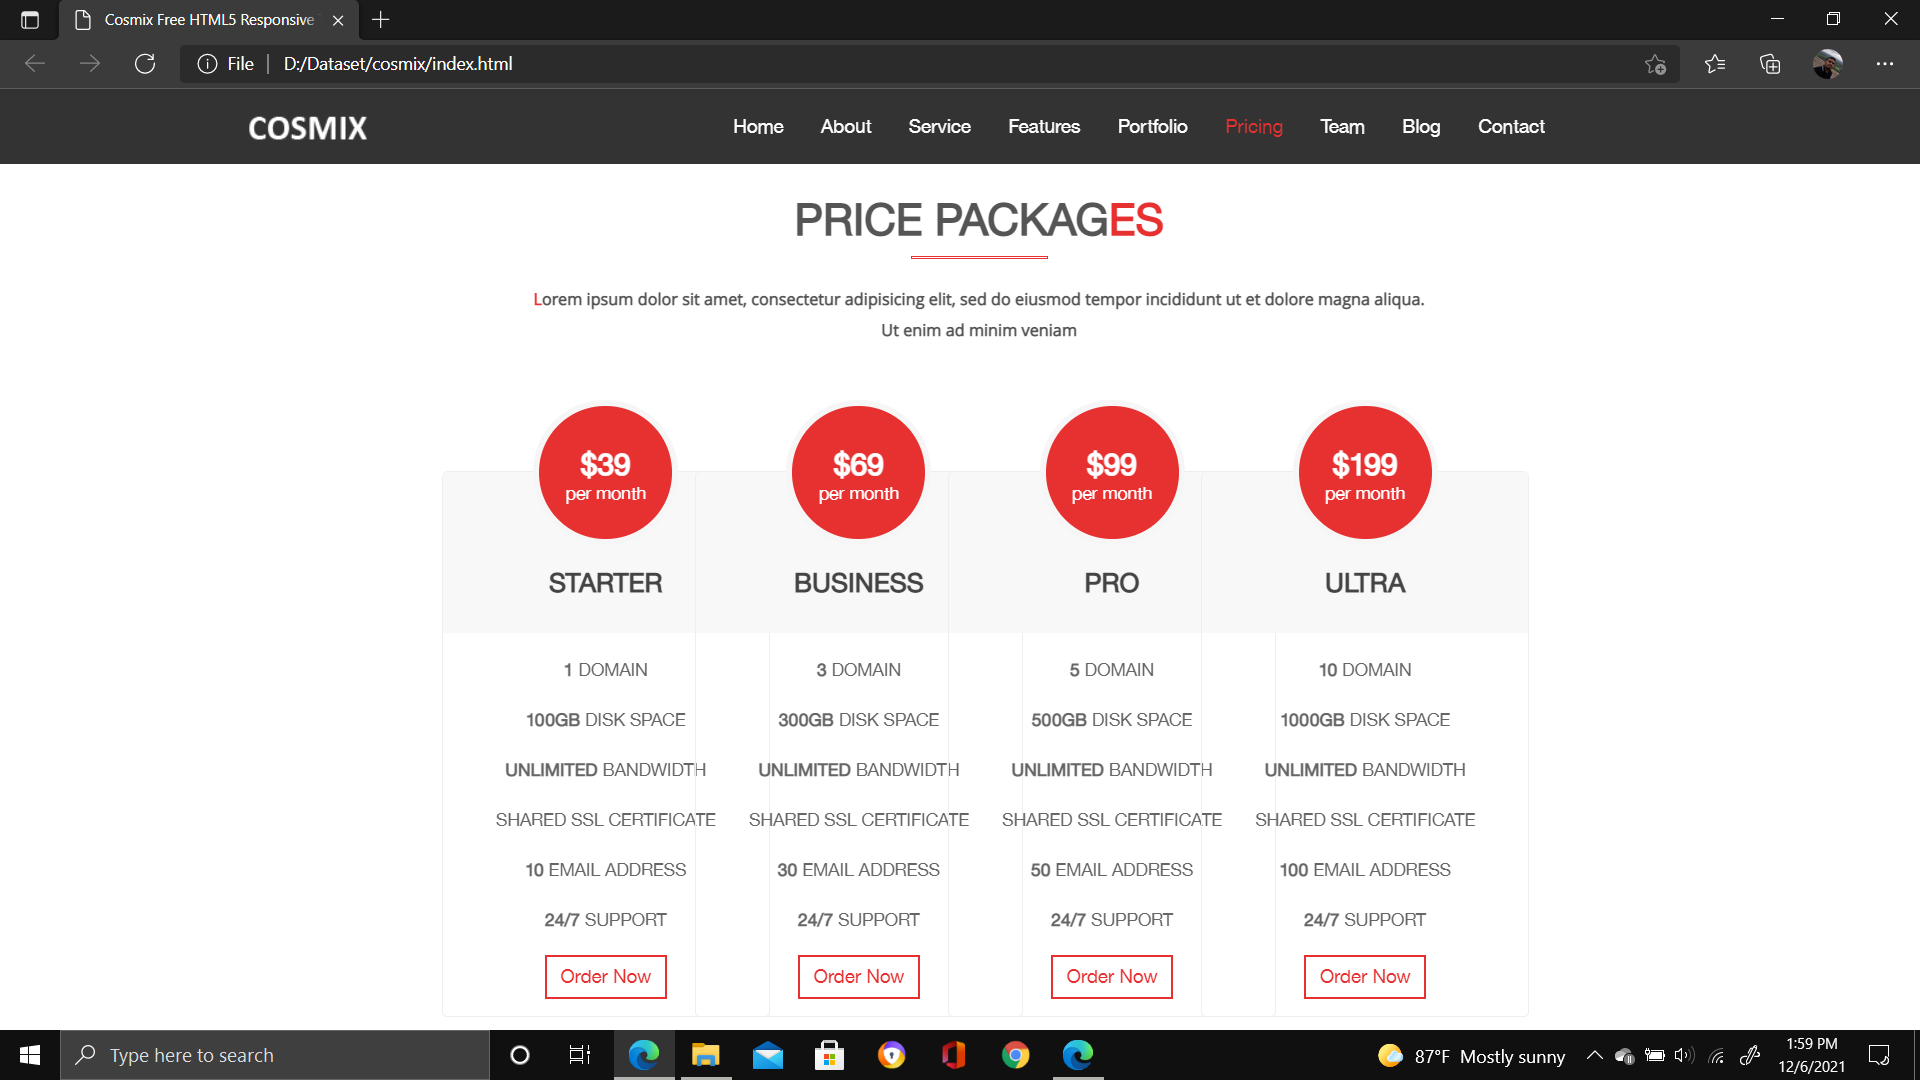 Cosmix Free HTML5 Responsive
File
D:/Dataset/cosmix/index.html
COSMIX
Home About Service Features Portfolio Pricing Team Blog Contact
PRICE PACKAGES
Lorem ipsum dolor sit amet, consectetur adipisicing elit, sed do eiusmod tempor incididunt ut et dolore magna aliqua.
Ut enim ad minim veniam
$39
per month
STARTER
1 DOMAIN
100GB DISK SPACE
UNLIMITED BANDWIDTH
SHARED SSL CERTIFICATE
10 EMAIL ADDRESS
24/7 SUPPORT
Order Now
$69
per month
BUSINESS
3 DOMAIN
300GB DISK SPACE
UNLIMITED BANDWIDTH
SHARED SSL CERTIFICATE
30 EMAIL ADDRESS
24/7 SUPPORT
Order Now
$99
per month
PRO
5 DOMAIN
500GB DISK SPACE
UNLIMITED BANDWIDTH
SHARED SSL CERTIFICATE
50 EMAIL ADDRESS
24/7 SUPPORT
Order Now
$199
per month
ULTRA
10 DOMAIN
1000GB DISK SPACE
UNLIMITED BANDWIDTH
SHARED SSL CERTIFICATE
100 EMAIL ADDRESS
24/7 SUPPORT
Order Now
Type here to search
87°F Mostly sunny
1:59 PM
12/6/2021